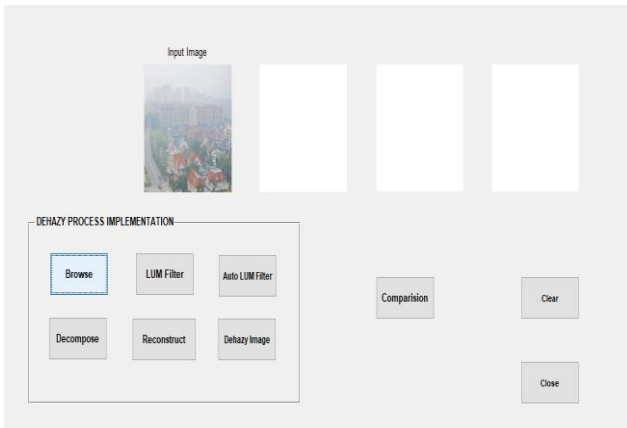 Input Image
DEHAZY PROCESS IMPLEMENTATION
Browse
LUM Filter
Auto LUM Filter
Comparision
Clear
Decompose
Reconstruct
Dehazy Image
Close